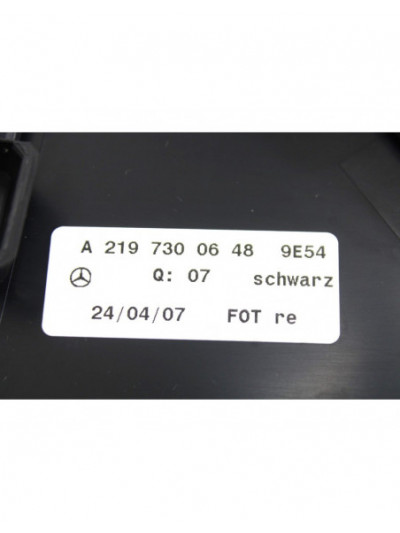 A 219 730 06 48 9E54
Q: 07 schwarz
24/04/07 FOT re